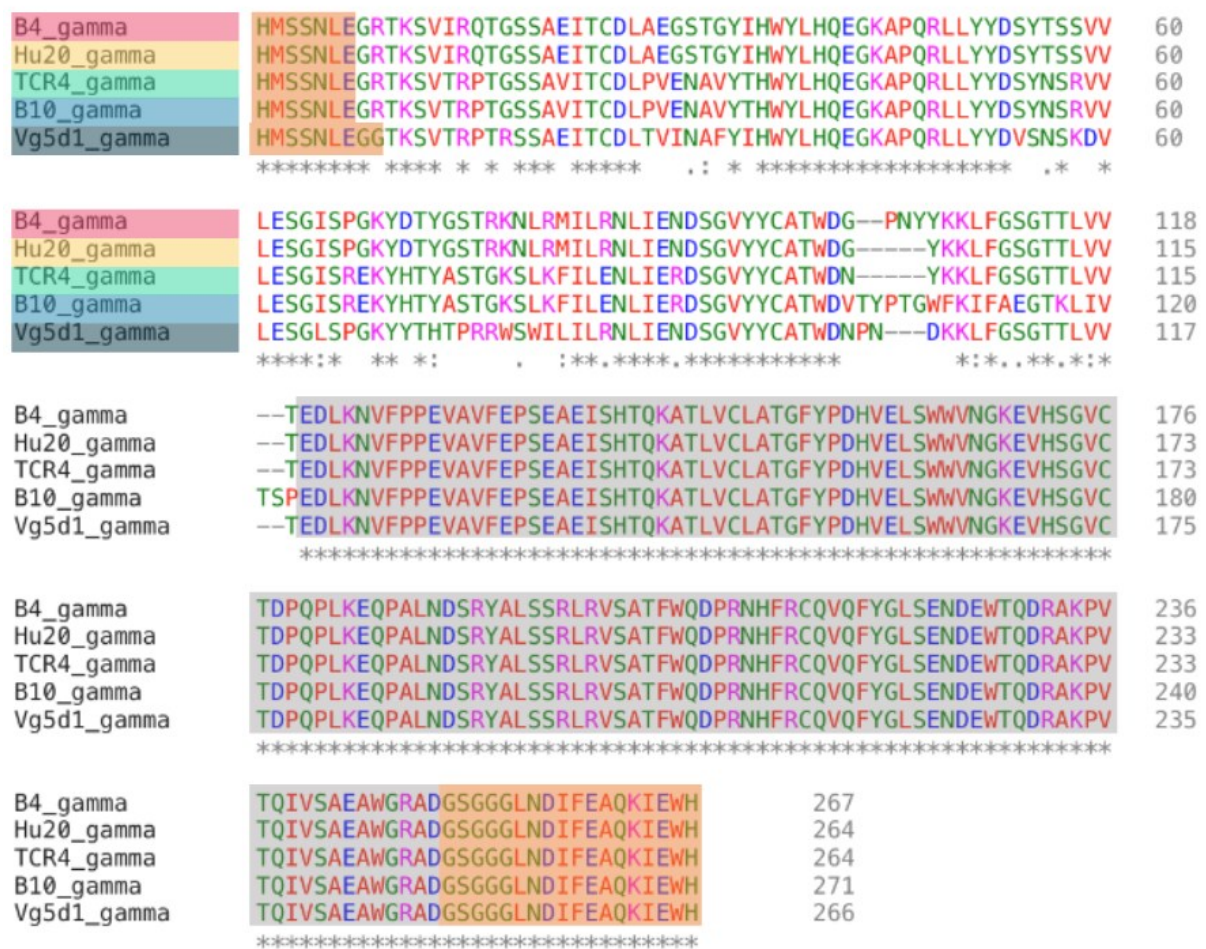 B4_gamma HMSSNLEGRTKSVIRQTGSSAEITCDLAEGSTGYIHWYLHQEGKAPQRLLYYDSYTSSVV 60
Hu20_gamma HMSSNLEGRTKSVIRQTGSSAEITCDLAEGSTGYIHWYLHQEGKAPQRLLYYDSYTSSVV 60
TCR4_gamma HMSSNLEGRTKSVTRPTGSSAVITCDLPVENAVYTHWYLHQEGKAPQRLLYYDSYNSRVV 60
B10_gamma HMSSNLEGRTKSVTRPTGSSAVITCDLPVENAVYTHWYLHQEGKAPQRLLYYDSYNSRVV 60
Vg5d1_gamma HMSSNLEGGTKSVTRPTRSSAEITCDLTVINAFYIHWYLHQEGKAPQRLLYYDVSNSKDV 60
******** **** * * *** ***** .: * ****************** .* *
B4_gamma LESGISPGKYDTYGSTRKNLRMILRNLIENDSGVYYCATWDG--PNYYKKLFGSGTTLVV 118
Hu20_gamma LESGISPGKYDTYGSTRKNLRMILRNLIENDSGVYYCATWDG-----YKKLFGSGTTLVV 115
TCR4_gamma LESGISREKYHTYASTGKSLKFILENLIERDSGVYYCATWDN-----YKKLFGSGTTLVV 115
B10_gamma LESGISREKYHTYASTGKSLKFILENLIERDSGVYYCATWDVTYPTGWFKIFAEGTKLIV 120
Vg5d1_gamma LESGLSPGKYYTHTPRRWSWILILRNLIENDSGVYYCATWDNPN---DKKLFGSGTTLVV 117
****:* ** *: . :**.****.*********** *:*..**.*:*
B4_gamma --TEDLKNVFPPEVAVFEPSEAEISHTQKATLVCLATGFYPDHVELSWWVNGKEVHSGVC 176
Hu20_gamma --TEDLKNVFPPEVAVFEPSEAEISHTQKATLVCLATGFYPDHVELSWWVNGKEVHSGVC 173
TCR4_gamma --TEDLKNVFPPEVAVFEPSEAEISHTQKATLVCLATGFYPDHVELSWWVNGKEVHSGVC 173
B10_gamma TSPEDLKNVFPPEVAVFEPSEAEISHTQKATLVCLATGFYPDHVELSWWVNGKEVHSGVC 180
Vg5d1_gamma --TEDLKNVFPPEVAVFEPSEAEISHTQKATLVCLATGFYPDHVELSWWVNGKEVHSGVC 175
*********************************************************
B4_gamma TDPQPLKEQPALNDSRYALSSRLRVSATFWQDPRNHFRCQVQFYGLSENDEWTQDRAKPV 236
Hu20_gamma TDPQPLKEQPALNDSRYALSSRLRVSATFWQDPRNHFRCQVQFYGLSENDEWTQDRAKPV 233
TCR4_gamma TDPQPLKEQPALNDSRYALSSRLRVSATFWQDPRNHFRCQVQFYGLSENDEWTQDRAKPV 233
B10_gamma TDPQPLKEQPALNDSRYALSSRLRVSATFWQDPRNHFRCQVQFYGLSENDEWTQDRAKPV 240
Vg5d1_gamma TDPQPLKEQPALNDSRYALSSRLRVSATFWQDPRNHFRCQVQFYGLSENDEWTQDRAKPV 235
************************************************************
B4_gamma TQIVSAEAWGRADGSGGGLNDIFEAQKIEWH 267
Hu20_gamma TQIVSAEAWGRADGSGGGLNDIFEAQKIEWH 264
TCR4_gamma TQIVSAEAWGRADGSGGGLNDIFEAQKIEWH 264
B10_gamma TQIVSAEAWGRADGSGGGLNDIFEAQKIEWH 271
Vg5d1_gamma TQIVSAEAWGRADGSGGGLNDIFEAQKIEWH 266
*******************************